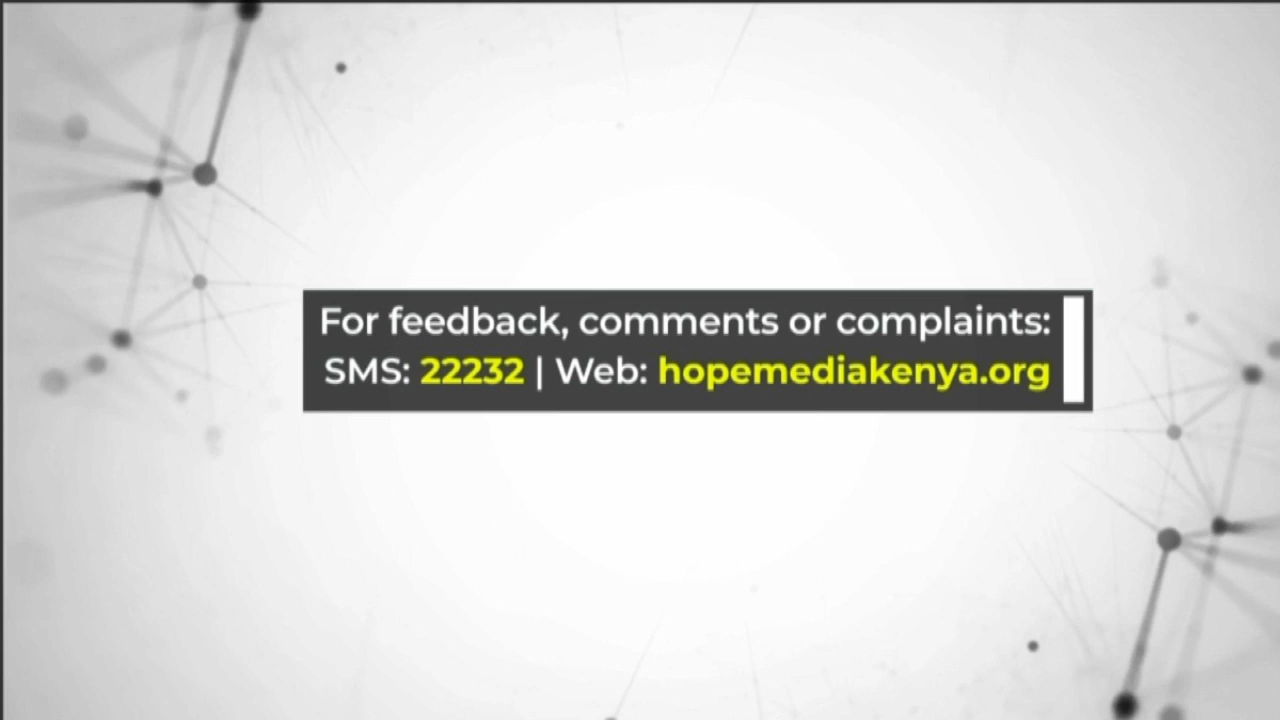 For feedback, comments or complaints:
SMS: 22232 | Web: hopemediakenya.org